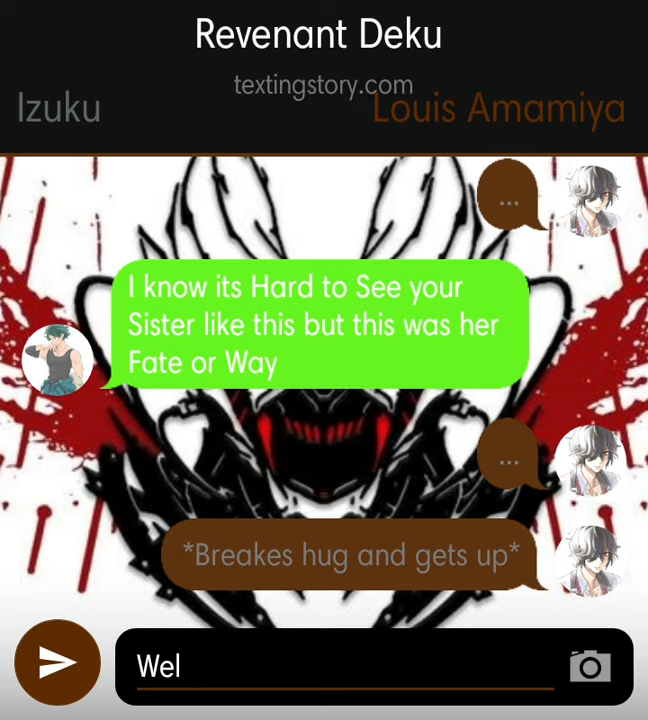 Revenant Deku
textingstory.com
Izuku
Louis Amamiya
...
I know its Hard to See your
Sister like this but this was her
Fate or Way
...
*Breakes hug and gets up*
Wel